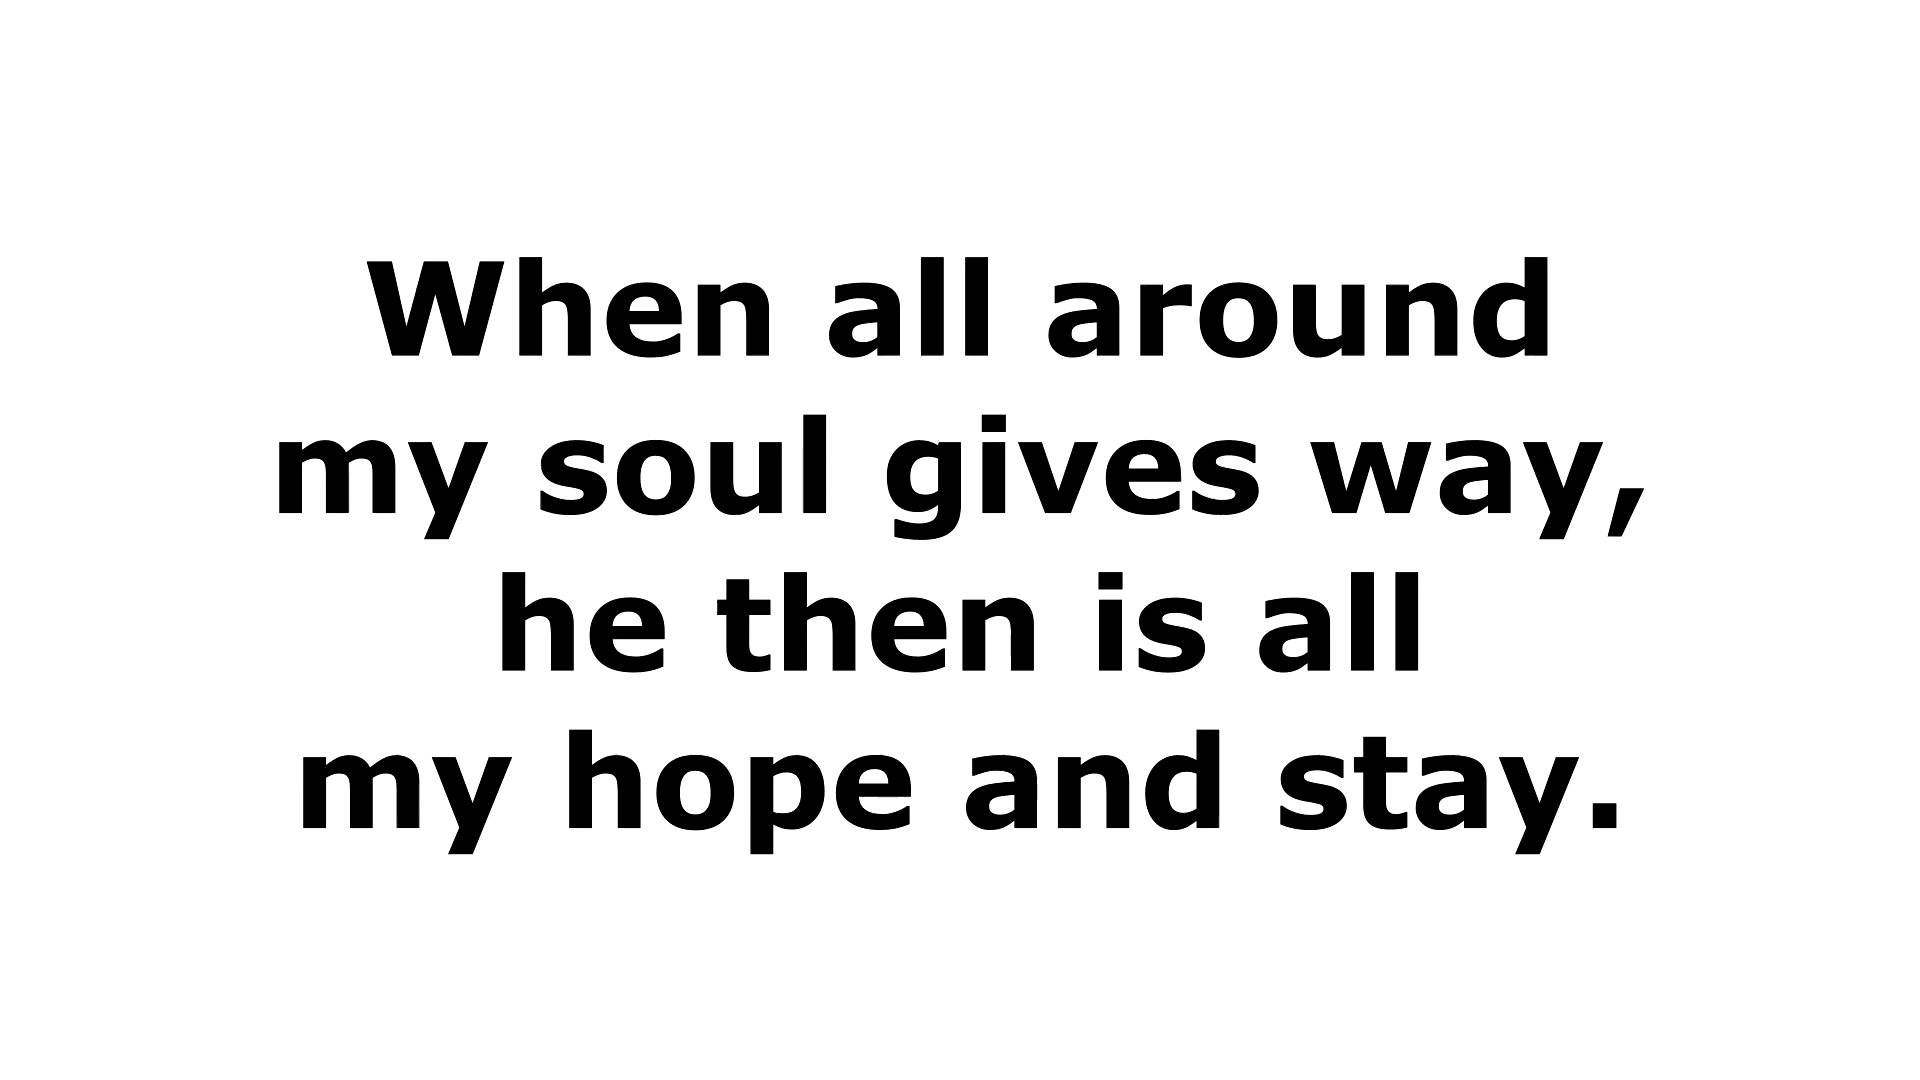 When all around
my soul gives way,
he then is all
my hope and stay.